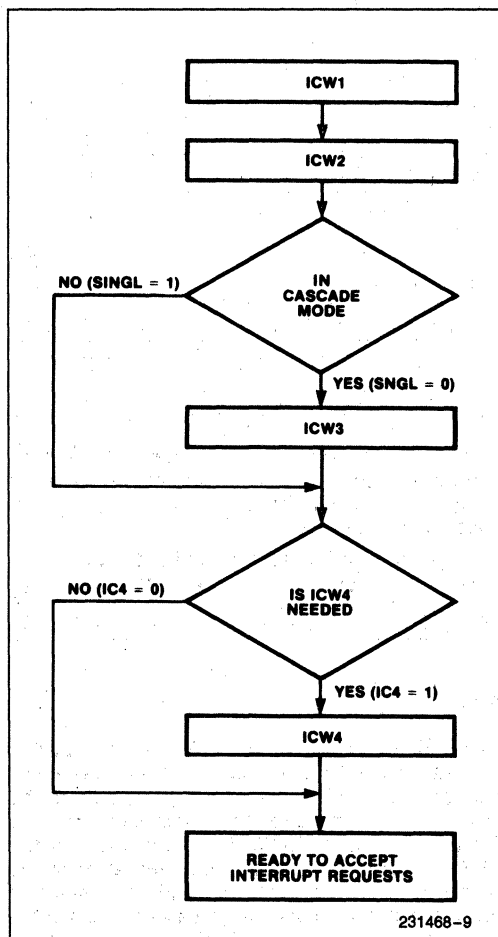 ICW1
ICW2
IN
CASCADE
MODE
NO (SINGL = 1)
YES (SNGL = 0)
ICW3
IS ICW4
NEEDED
NO (IC4 = 0)
YES (IC4 = 1)
ICW4
READY TO ACCEPT
INTERRUPT REQUESTS
231468-9